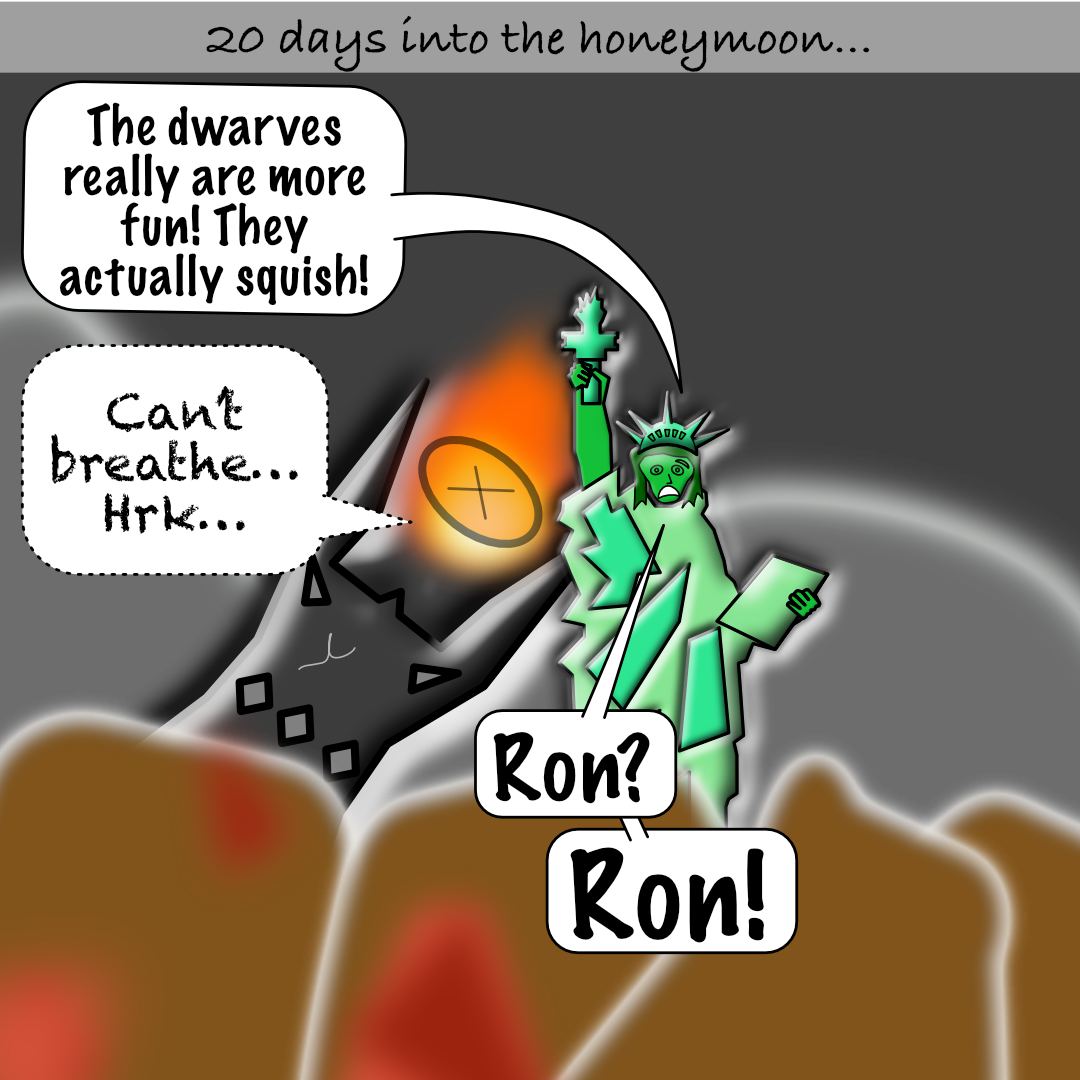 20 days into the honeymoon...
The dwarves
really are more
fun! They
actually squish!
Can't
breathe...
Hrk...
Ron?
Ron!